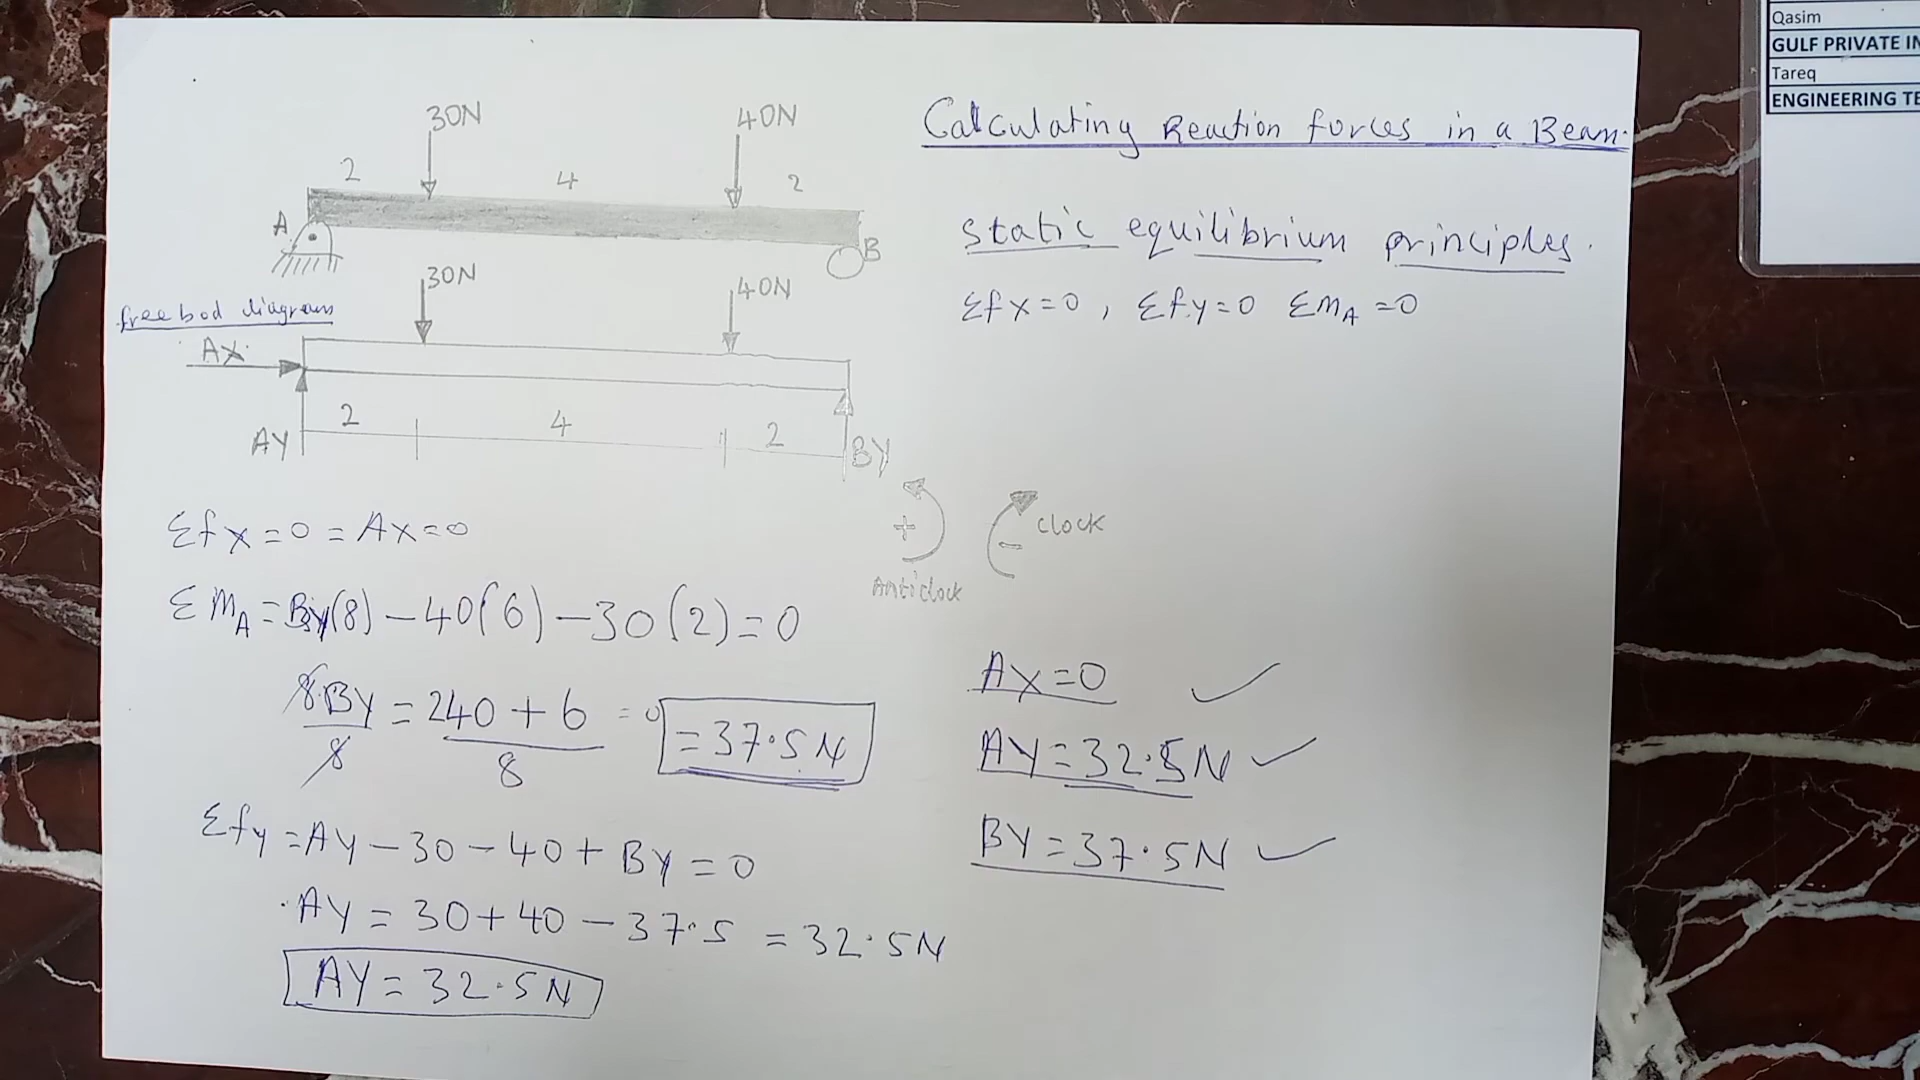 Qasim
GULF PRIVATE IN
Tareq
ENGINEERING TE
Calculating Reaction forces in a Beam.
30N
40N
2
4
2
A
B
static equilibrium principles.
Σfx=0, Σfy=0 ΣMA=0
free bod diagram
30N
40N
AX
AY
2
4
2
BY
+
Anticlock
-
clock
Σfx=0=Ax=0
ΣMA=By(8)-40(6)-30(2)=0
8BY/8=240+6/8 =0 =37.5N
Σfy=AY-30-40+BY=0
AY=30+40-37.5=32.5N
AY=32.5N
AX=0 ✓
AY=32.5N ✓
BY=37.5N ✓